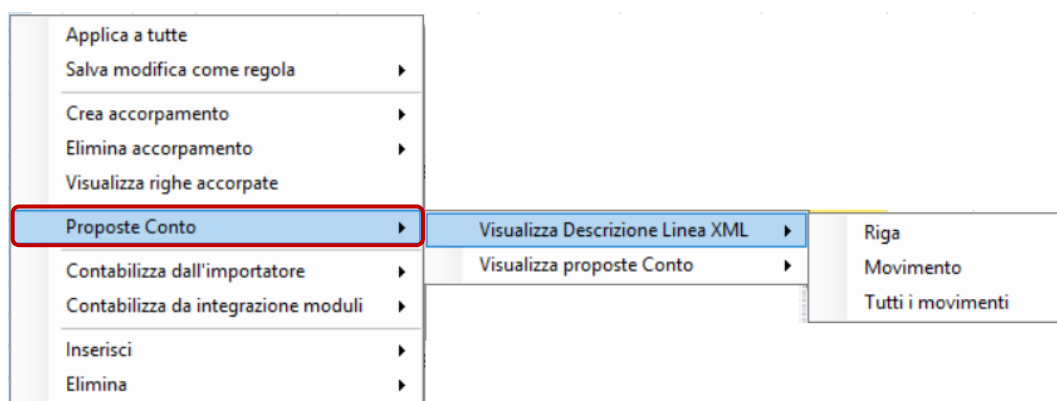 Applica a tutte
Salva modifica come regola
Crea accorpamento
Elimina accorpamento
Visualizza righe accorpate
Proposte Conto
Contabilizza dall'importatore
Contabilizza da integrazione moduli
Inserisci
Elimina
Visualizza Descrizione Linea XML
Visualizza proposte Conto
Riga
Movimento
Tutti i movimenti